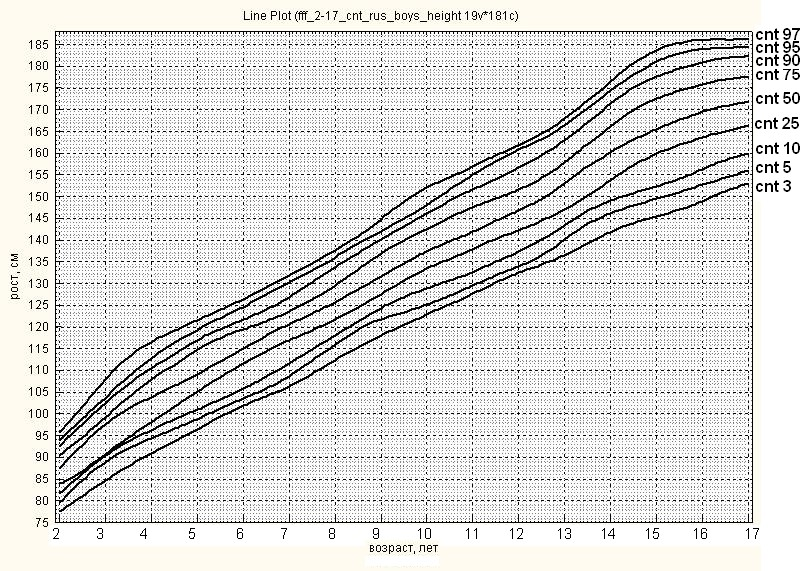 Line Plot (fff_2-17_cnt_rus_boys_height 19v*181c)
185
180
175
170
165
160
155
150
145
140
135
130
125
120
115
110
105
100
95
90
85
80
75
рост, см
cnt 97
cnt 95
cnt 90
cnt 75
cnt 50
cnt 25
cnt 10
cnt 5
cnt 3
2 3 4 5 6 7 8 9 10 11 12 13 14 15 16 17
возраст, лет